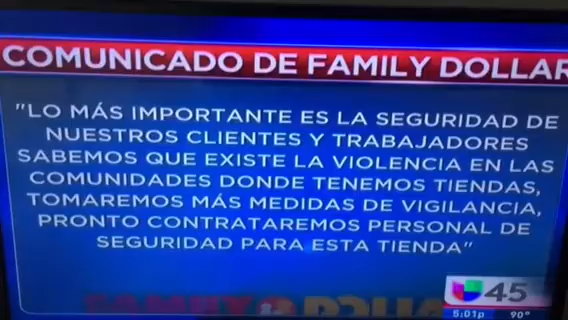 COMUNICADO DE FAMILY DOLLAR
"LO MÁS IMPORTANTE ES LA SEGURIDAD DE
NUESTROS CLIENTES Y TRABAJADORES
SABEMOS QUE EXISTE LA VIOLENCIA EN LAS
COMUNIDADES DONDE TENEMOS TIENDAS,
TOMAREMOS MÁS MEDIDAS DE VIGILANCIA,
PRONTO CONTRATAREMOS PERSONAL DE
SEGURIDAD PARA ESTA TIENDA"
45
5:01p 90°